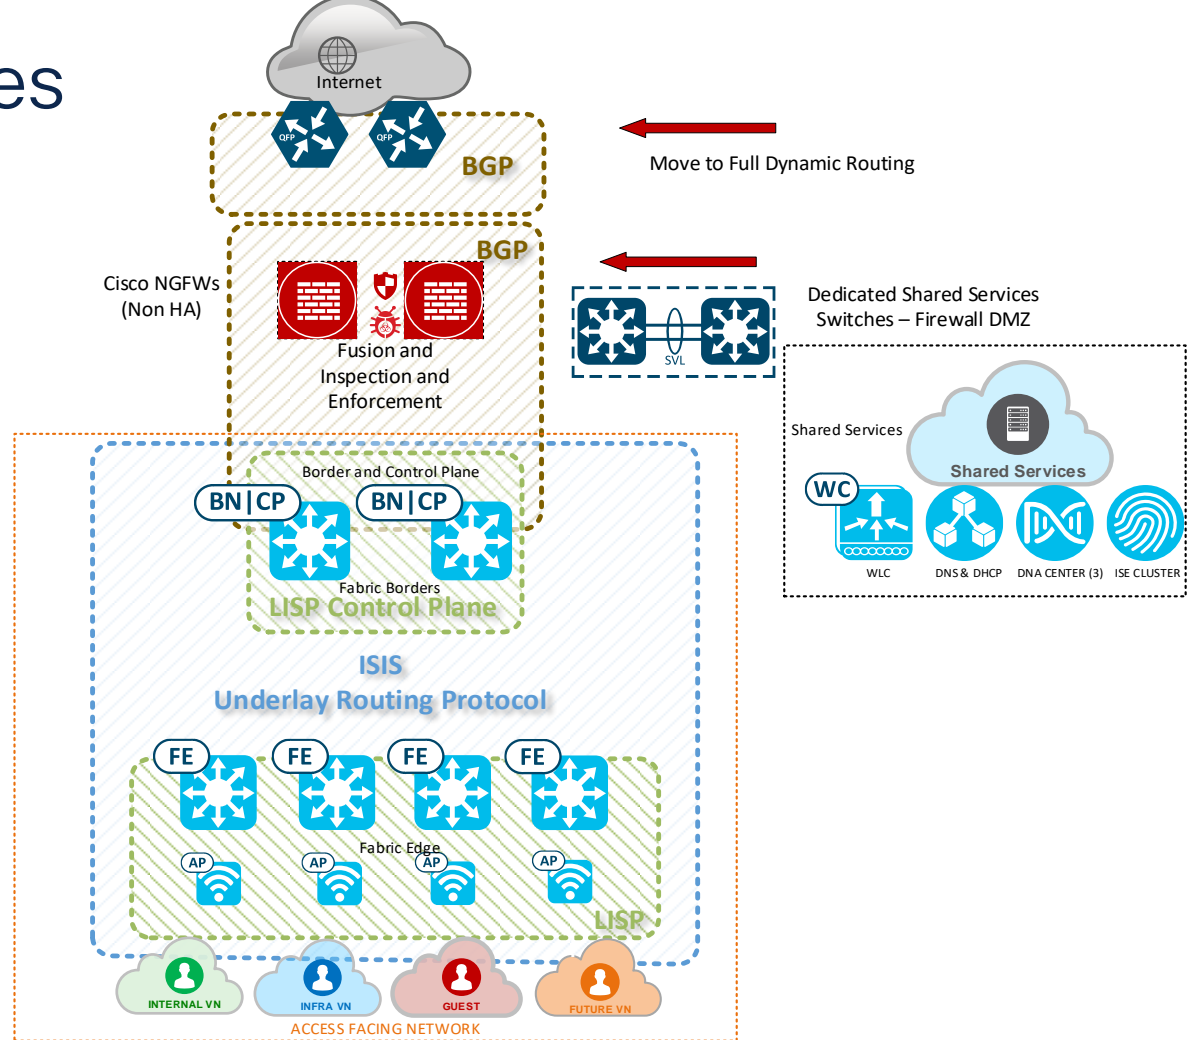 es
Internet
QFP
QFP
BGP
Move to Full Dynamic Routing
BGP
Cisco NGFWs
(Non HA)
Fusion and
Inspection and
Enforcement
SVL
Dedicated Shared Services
Switches – Firewall DMZ
Shared Services
Shared Services
WC
WLC
DNS & DHCP
DNA CENTER (3)
ISE CLUSTER
Border and Control Plane
BN|CP
BN|CP
Fabric Borders
LISP Control Plane
ISIS
Underlay Routing Protocol
FE
FE
FE
FE
Fabric Edge
AP
AP
AP
AP
LISP
INTERNAL VN
INFRA VN
GUEST
FUTURE VN
ACCESS FACING NETWORK